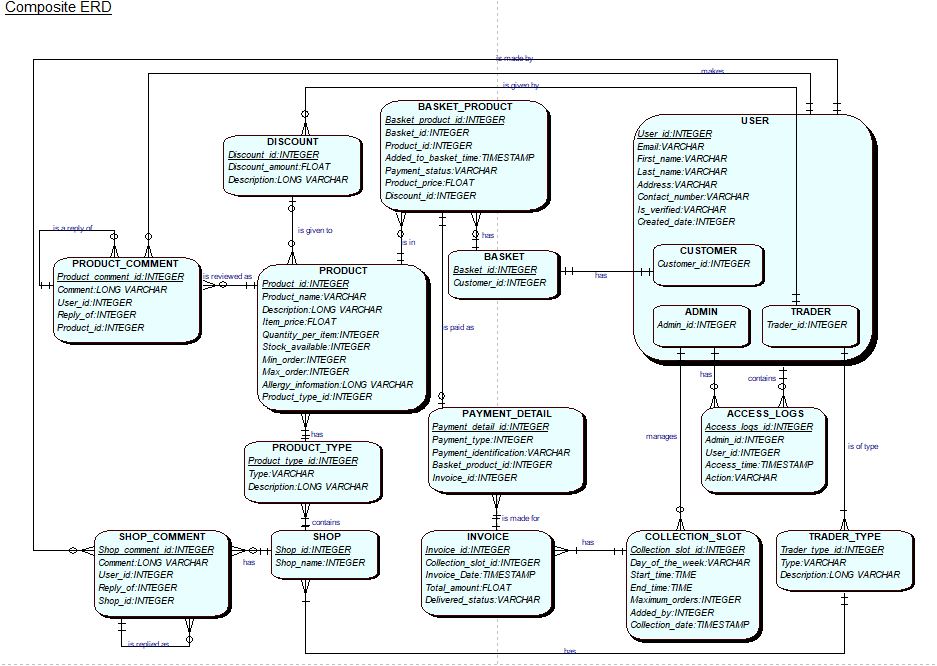 Composite ERD
is made by
makes
is given by
BASKET_PRODUCT
Basket_product_id:INTEGER
Basket_id:INTEGER
Product_id:INTEGER
Added_to_basket_time:TIMESTAMP
Payment_status:VARCHAR
Product_price:FLOAT
Discount_id:INTEGER
USER
User_id:INTEGER
Email:VARCHAR
First_name:VARCHAR
Last_name:VARCHAR
Address:VARCHAR
Contact_number:VARCHAR
Is_verified:VARCHAR
Created_date:INTEGER
DISCOUNT
Discount_id:INTEGER
Discount_amount:FLOAT
Description:LONG VARCHAR
is a reply of
is given to
is in
has
CUSTOMER
Customer_id:INTEGER
BASKET
Basket_id:INTEGER
Customer_id:INTEGER
has
PRODUCT_COMMENT
Product_comment_id:INTEGER
Comment:LONG VARCHAR
User_id:INTEGER
Reply_of:INTEGER
Product_id:INTEGER
is reviewed as
PRODUCT
Product_id:INTEGER
Product_name:VARCHAR
Description:LONG VARCHAR
Item_price:FLOAT
Quantity_per_item:INTEGER
Stock_available:INTEGER
Min_order:INTEGER
Max_order:INTEGER
Allergy_information:LONG VARCHAR
Product_type_id:INTEGER
is paid as
ADMIN
Admin_id:INTEGER
TRADER
Trader_id:INTEGER
has
contains
PAYMENT_DETAIL
Payment_detail_id:INTEGER
Payment_type:INTEGER
Payment_identification:VARCHAR
Basket_product_id:INTEGER
Invoice_id:INTEGER
ACCESS_LOGS
Access_logs_id:INTEGER
Admin_id:INTEGER
User_id:INTEGER
Access_time:TIMESTAMP
Action:VARCHAR
manages
is of type
has
PRODUCT_TYPE
Product_type_id:INTEGER
Type:VARCHAR
Description:LONG VARCHAR
contains
is made for
SHOP_COMMENT
Shop_comment_id:INTEGER
Comment:LONG VARCHAR
User_id:INTEGER
Reply_of:INTEGER
Shop_id:INTEGER
has
SHOP
Shop_id:INTEGER
Shop_name:INTEGER
INVOICE
Invoice_id:INTEGER
Collection_slot_id:INTEGER
Invoice_Date:TIMESTAMP
Total_amount:FLOAT
Delivered_status:VARCHAR
has
COLLECTION_SLOT
Collection_slot_id:INTEGER
Day_of_the_week:VARCHAR
Start_time:TIME
End_time:TIME
Maximum_orders:INTEGER
Added_by:INTEGER
Collection_date:TIMESTAMP
TRADER_TYPE
Trader_type_id:INTEGER
Type:VARCHAR
Description:LONG VARCHAR
is replied as
has